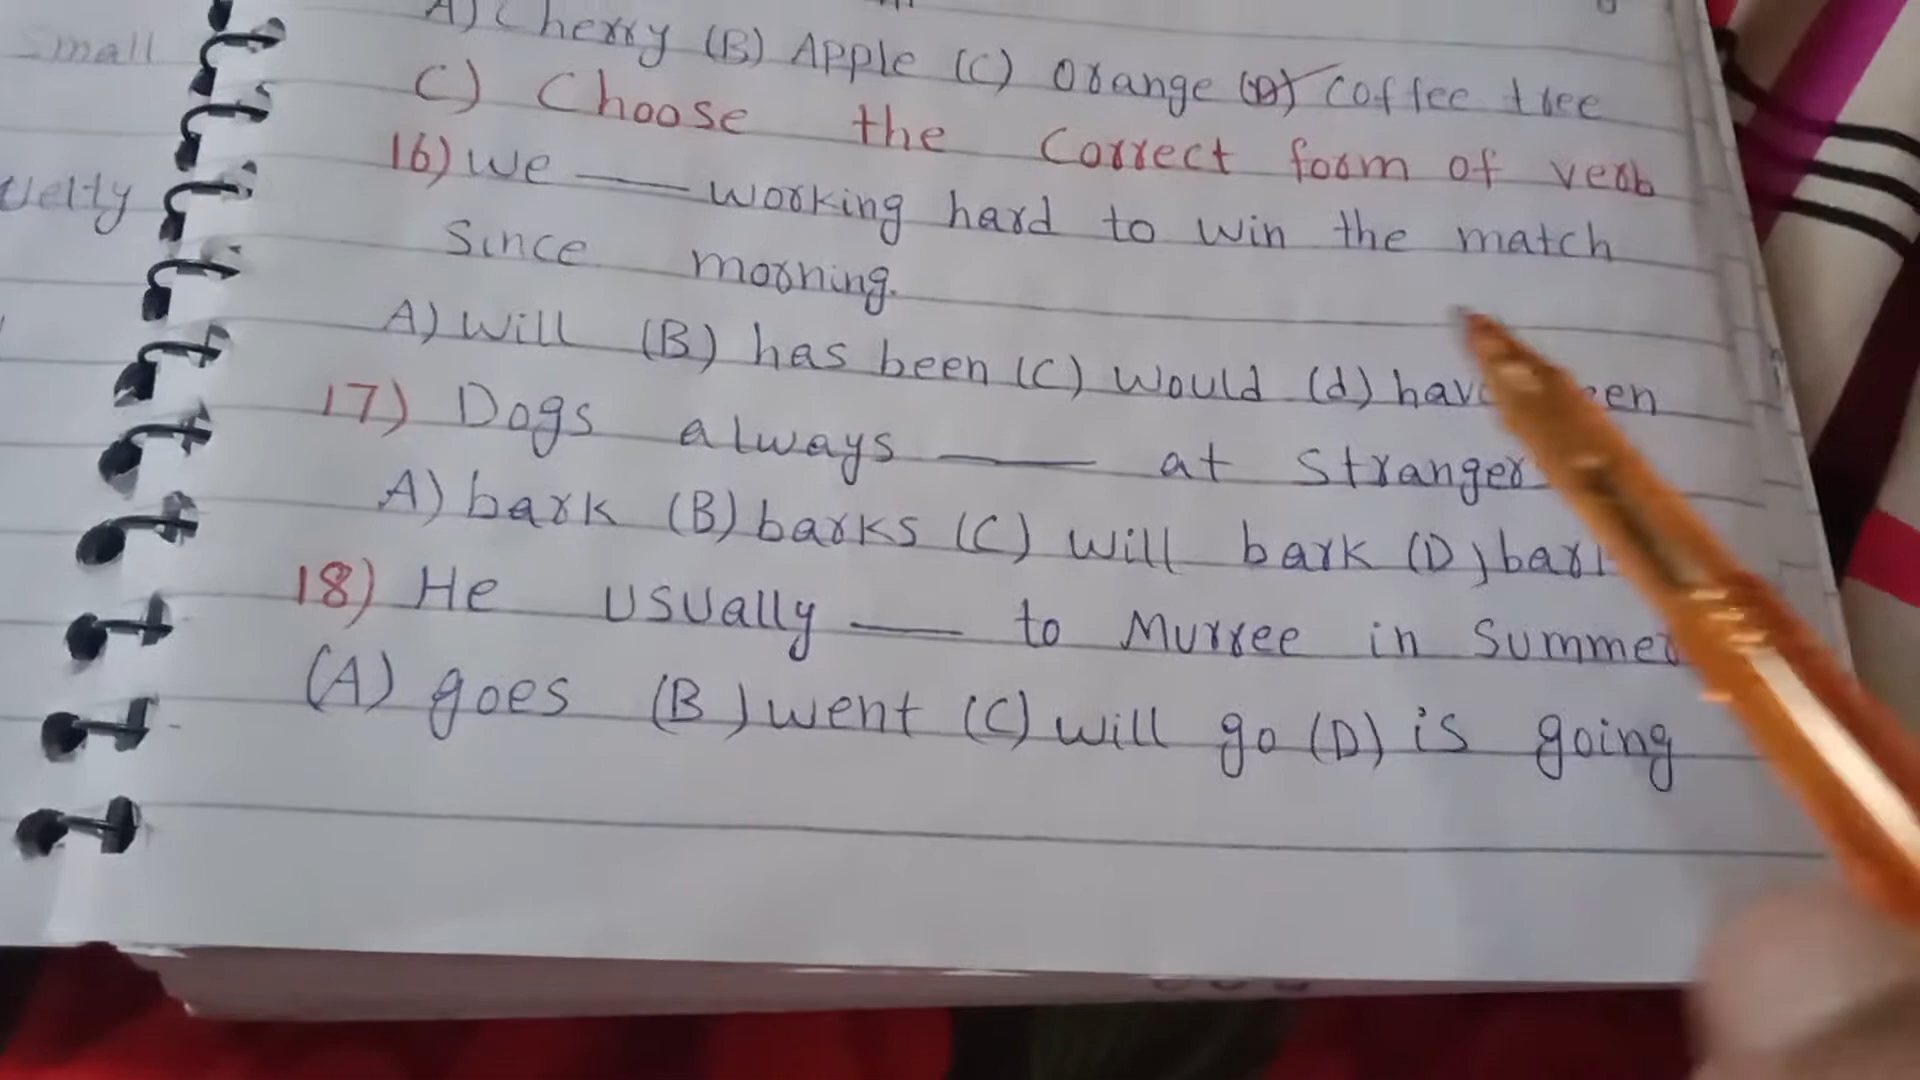 Small
A) Cherry (B) Apple (C) Orange (D) Coffee tree
C) Choose the Correct form of verb
16) We ___ working hard to win the match
Since morning.
A) Will (B) has been (C) Would (d)
17) Dogs always ___ at
A) bark (B) barks (C) Will bark (D)
18) He usually ___ to Murree in Summer
(A) goes (B) went (C) will go (D) is going